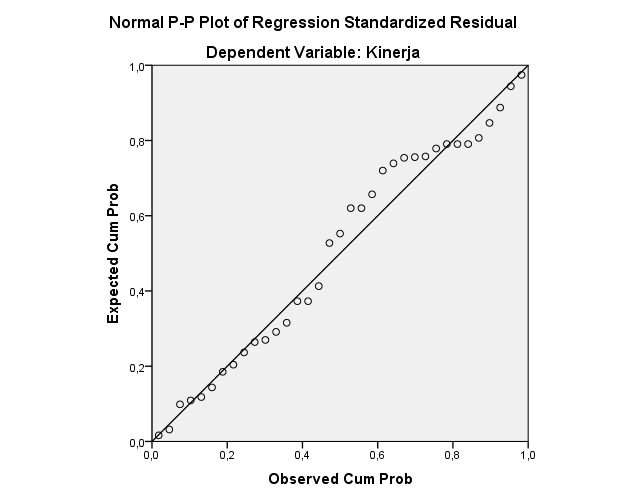 Normal P-P Plot of Regression Standardized Residual
Dependent Variable: Kinerja
1,0
0,8
0,6
0,4
0,2
0,0
Expected Cum Prob
0,0 0,2 0,4 0,6 0,8 1,0
Observed Cum Prob